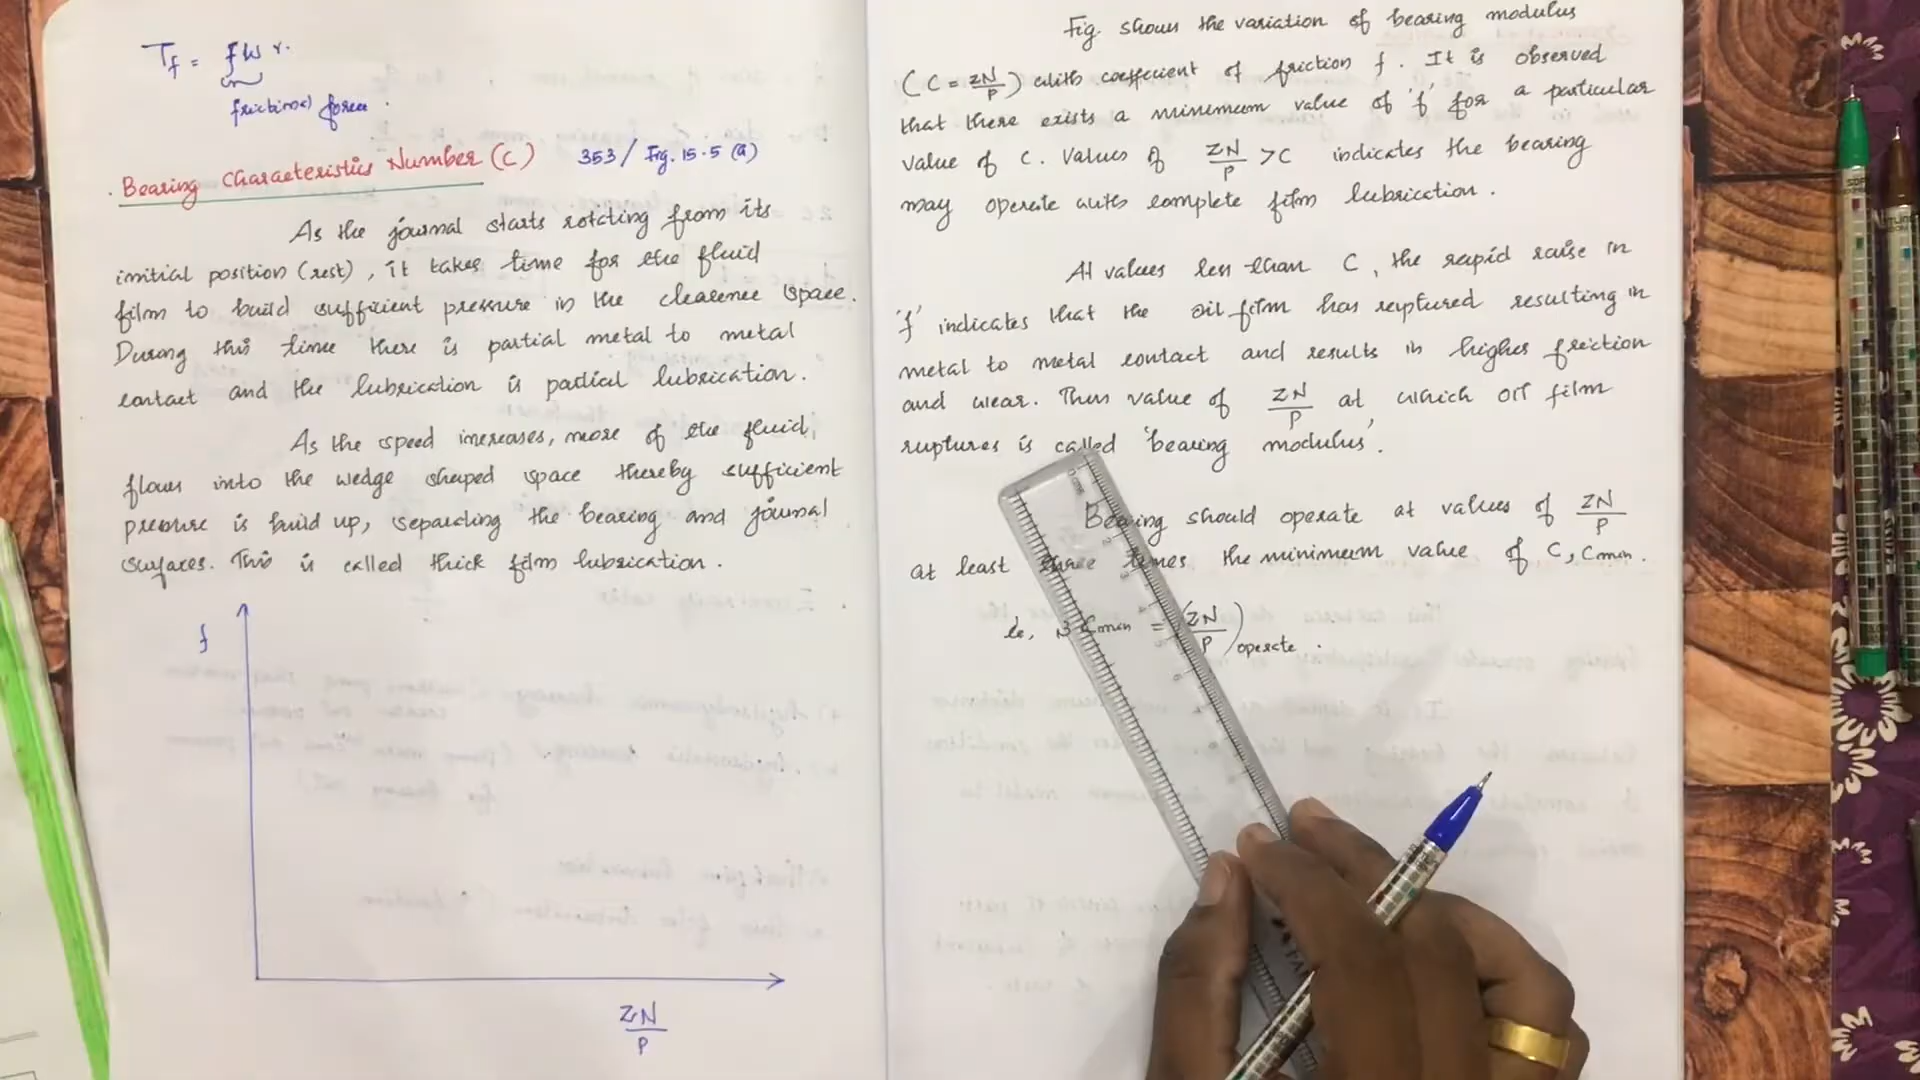 Tf = f W r.
frictional force.
Bearing Characteristics Number (C) 353 / Fig. 15.5 (a)
As the journal starts rotating from its
initial position (rest), it takes time for the fluid
film to build sufficient pressure in the clearence space.
During this time there is partial metal to metal
contact and the lubrication is partial lubrication.
As the speed increases, more of the fluid,
flows into the wedge shaped space thereby sufficient
pressure is build up, separating the bearing and journal
surfaces. This is called thick film lubrication.
f
ZN
P
Fig. shows the variation of bearing modulus
(C = ZN/P) with coefficient of friction f. It is observed
that there exists a minimum value of 'f' for a particular
value of C. Values of ZN/P > C indicates the bearing
may operate with complete film lubrication.
At values less than C, the rapid raise in
'f' indicates that the oil film has ruptured resulting in
metal to metal contact and results in higher friction
and wear. Thus value of ZN/P at which oil film
ruptures is called 'bearing modulus'.
Bearing should operate at values of ZN/P
at least three times the minimum value of C, Cmin.
ie, 3 Cmin = (ZN/P) operate.